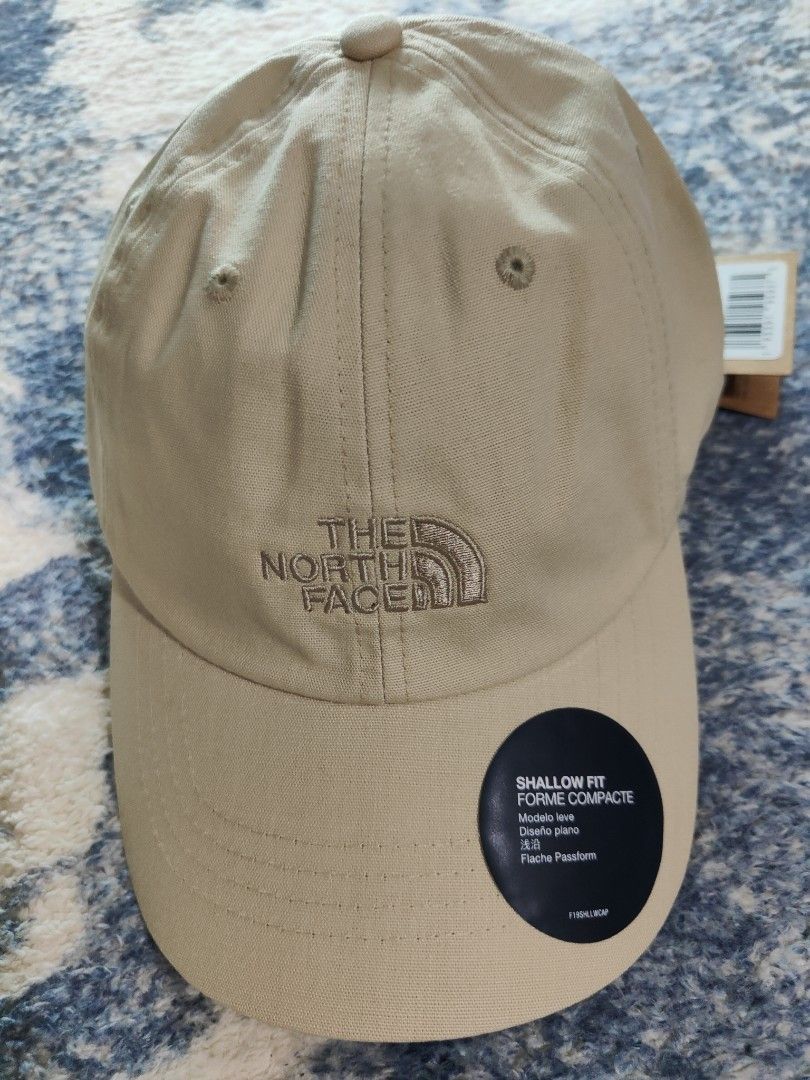 THE
NORTH
FACE
SHALLOW FIT
FORME COMPACTE
Modelo leve
Diseño plano
浅沿
Flache Passform
F19SHLLWCAP